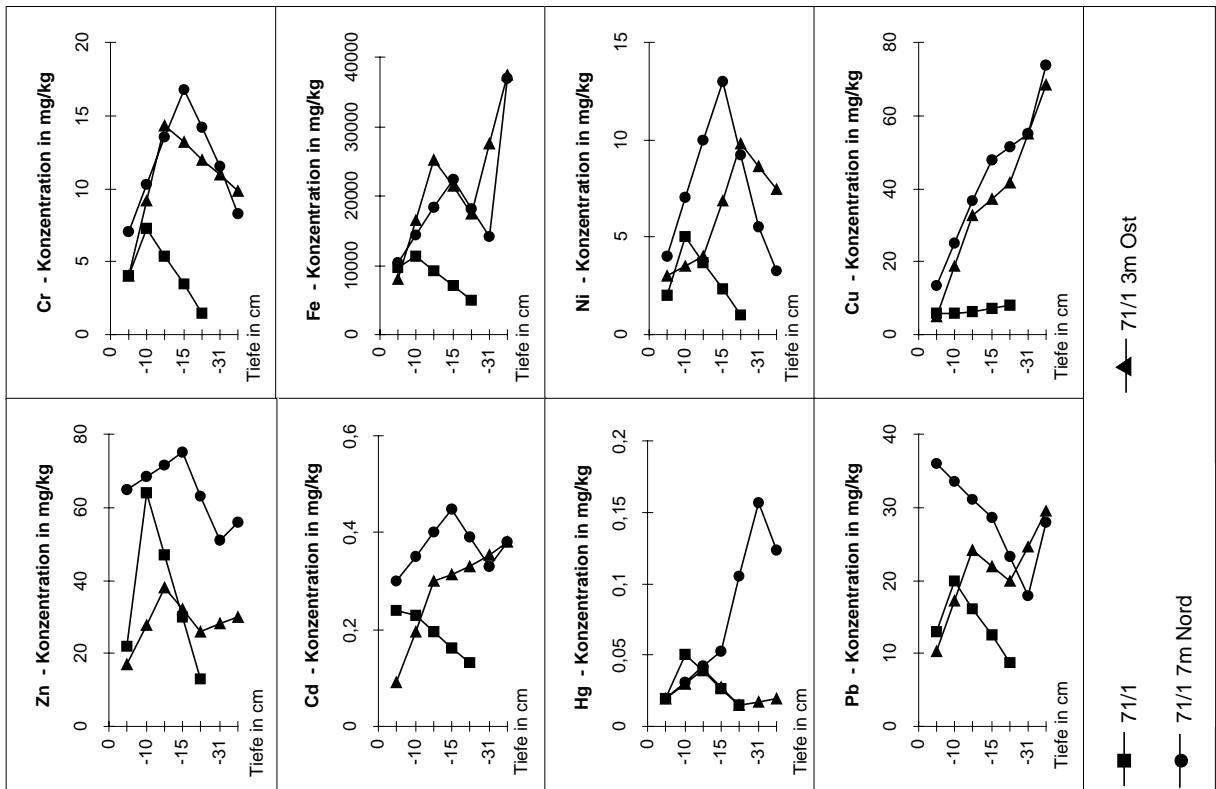 Zn - Konzentration in mg/kg
0 20 40 60 80
0
-10
-15
-31
Tiefe in cm
Cr - Konzentration in mg/kg
0 5 10 15 20
0
-10
-15
-31
Tiefe in cm
Cd - Konzentration in mg/kg
0 0,2 0,4 0,6
0
-10
-15
-31
Tiefe in cm
Fe - Konzentration in mg/kg
0 10000 20000 30000 40000
0
-10
-15
-31
Tiefe in cm
Hg - Konzentration in mg/kg
0 0,05 0,1 0,15 0,2
0
-10
-15
-31
Tiefe in cm
Ni - Konzentration in mg/kg
0 5 10 15
0
-10
-15
-31
Tiefe in cm
Pb - Konzentration in mg/kg
0 10 20 30 40
0
-10
-15
-31
Tiefe in cm
Cu - Konzentration in mg/kg
0 20 40 60 80
0
-10
-15
-31
Tiefe in cm
71/1 71/1 3m Ost
71/1 7m Nord